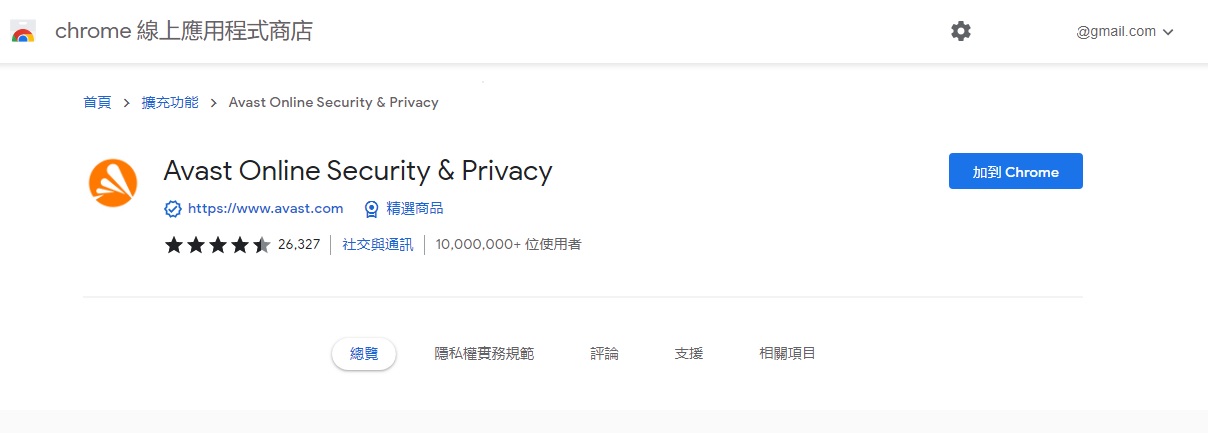 chrome 線上應用程式商店
@gmail.com
首頁 > 擴充功能 > Avast Online Security & Privacy
Avast Online Security & Privacy
加到 Chrome
https://www.avast.com 精選商品
26,327 社交與通訊 10,000,000+ 位使用者
總覽 隱私權實務規範 評論 支援 相關項目